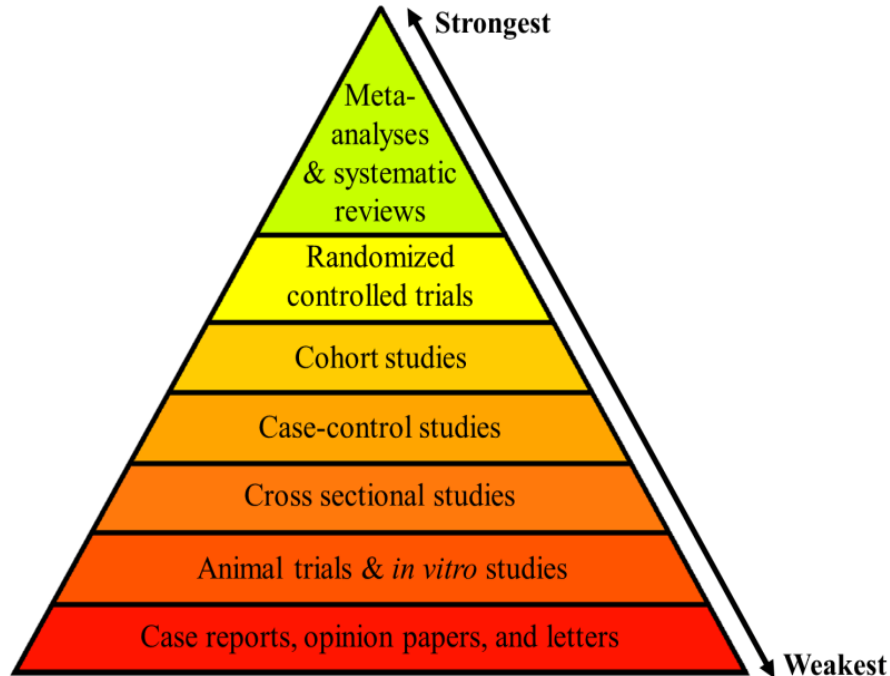 Strongest
Meta-
analyses
& systematic
reviews
Randomized
controlled trials
Cohort studies
Case-control studies
Cross sectional studies
Animal trials & in vitro studies
Case reports, opinion papers, and letters
Weakest